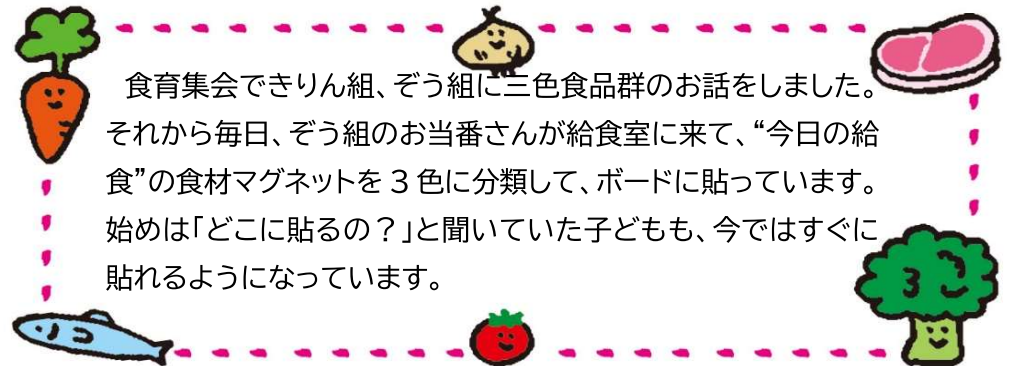 食育集会できりん組、ぞう組に三色食品群のお話をしました。
それから毎日、ぞう組のお当番さんが給食室に来て、“今日の給
食”の食材マグネットを３色に分類して、ボードに貼っています。
始めは「どこに貼るの？」と聞いていた子どもも、今ではすぐに
貼れるようになっています。